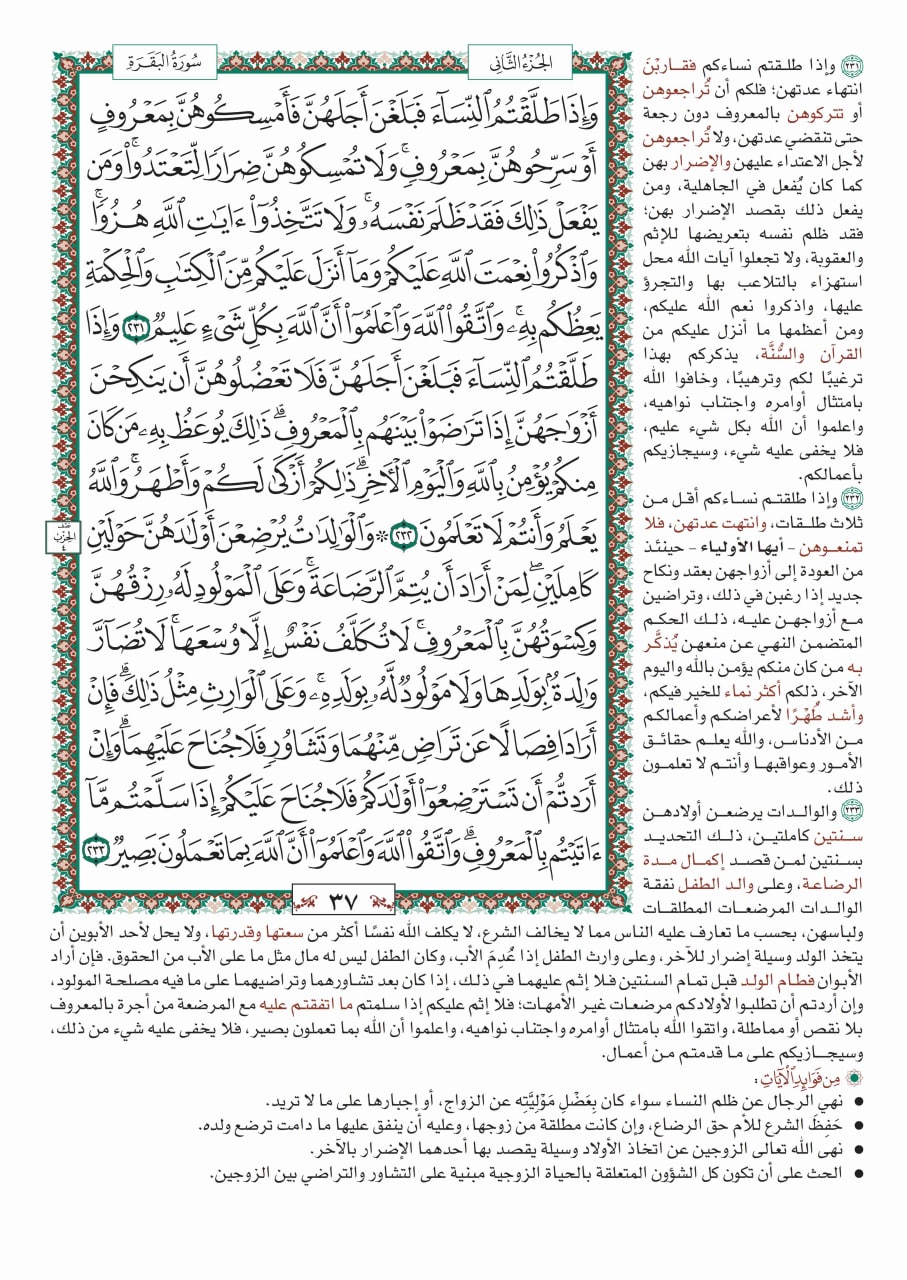 سُورَةُ البَقَرَةِ
الجُزْءُ الثَّانِي
وَإِذَا طَلَّقْتُمُ ٱلنِّسَآءَ فَبَلَغْنَ أَجَلَهُنَّ فَأَمْسِكُوهُنَّ بِمَعْرُوفٍ
أَوْ سَرِّحُوهُنَّ بِمَعْرُوفٖۚ وَلَا تُمْسِكُوهُنَّ ضِرَارٗا لِّتَعْتَدُوا۟ۚ وَمَن
يَفْعَلْ ذَٰلِكَ فَقَدْ ظَلَمَ نَفْسَهُۥۚ وَلَا تَتَّخِذُوٓا۟ ءَايَٰتِ ٱللَّهِ هُزُوٗاۚ
وَٱذْكُرُوا۟ نِعْمَتَ ٱللَّهِ عَلَيْكُمْ وَمَآ أَنزَلَ عَلَيْكُم مِّنَ ٱلْكِتَٰبِ وَٱلْحِكْمَةِ
يَعِظُكُم بِهِۦۚ وَٱتَّقُوا۟ ٱللَّهَ وَٱعْلَمُوٓا۟ أَنَّ ٱللَّهَ بِكُلِّ شَىْءٍ عَلِيمٞ ٢٣١ وَإِذَا
طَلَّقْتُمُ ٱلنِّسَآءَ فَبَلَغْنَ أَجَلَهُنَّ فَلَا تَعْضُلُوهُنَّ أَن يَنكِحْنَ
أَزْوَٰجَهُنَّ إِذَا تَرَٰضَوْا۟ بَيْنَهُم بِٱلْمَعْرُوفِۗ ذَٰلِكَ يُوعَظُ بِهِۦ مَن كَانَ
مِنكُمْ يُؤْمِنُ بِٱللَّهِ وَٱلْيَوْمِ ٱلْأَخِرِۗ ذَٰلِكُمْ أَزْكَىٰ لَكُمْ وَأَطْهَرُۚ وَٱللَّهُ
يَعْلَمُ وَأَنتُمْ لَا تَعْلَمُونَ ٢٣٢ ۞ وَٱلْوَٰلِدَٰتُ يُرْضِعْنَ أَوْلَٰدَهُنَّ حَوْلَيْنِ
كَامِلَيْنِۖ لِمَنْ أَرَادَ أَن يُتِمَّ ٱلرَّضَاعَةَۚ وَعَلَى ٱلْمَوْلُودِ لَهُۥ رِزْقُهُنَّ
وَكِسْوَتُهُنَّ بِٱلْمَعْرُوفِۚ لَا تُكَلَّفُ نَفْسٌ إِلَّا وُسْعَهَاۚ لَا تُضَآرَّ
وَٰلِدَةُۢ بِوَلَدِهَا وَلَا مَوْلُودٞ لَّهُۥ بِوَلَدِهِۦۚ وَعَلَى ٱلْوَارِثِ مِثْلُ ذَٰلِكَۗ فَإِنْ
أَرَادَا فِصَالًا عَن تَرَاضٖ مِّنْهُمَا وَتَشَاوُرٖ فَلَا جُنَاحَ عَلَيْهِمَاۗ وَإِنْ
أَرَدتُّمْ أَن تَسْتَرْضِعُوٓا۟ أَوْلَٰدَكُمْ فَلَا جُنَاحَ عَلَيْكُمْ إِذَا سَلَّمْتُم مَّآ
ءَاتَيْتُم بِٱلْمَعْرُوفِۗ وَٱتَّقُوا۟ ٱللَّهَ وَٱعْلَمُوٓا۟ أَنَّ ٱللَّهَ بِمَا تَعْمَلُونَ بَصِيرٞ ٢٣٣
نصف
الحزب
٤
٣٧
٢٣١ وإذا طلقتم نساءكم فقاربْنَ
انتهاء عدتهن؛ فلكم أن تُراجعوهن
أو تتركوهن بالمعروف دون رجعة
حتى تنقضي عدتهن، ولا تُراجعوهن
لأجل الاعتداء عليهن والإضرار بهن
كما كان يُفعل في الجاهلية، ومن
يفعل ذلك بقصد الإضرار بهن؛
فقد ظلم نفسه بتعريضها للإثم
والعقوبة، ولا تجعلوا آيات الله محل
استهزاء بالتلاعب بها والتجرؤ
عليها، واذكروا نعم الله عليكم،
ومن أعظمها ما أنزل عليكم من
القرآن والسُّنَّة، يذكركم بهذا
ترغيبًا لكم وترهيبًا، وخافوا الله
بامتثال أوامره واجتناب نواهيه،
واعلموا أن الله بكل شيء عليم،
فلا يخفى عليه شيء، وسيجازيكم
بأعمالكم.
٢٣٢ وإذا طلقتم نساءكم أقل من
ثلاث طلقات، وانتهت عدتهن، فلا
تمنعوهن - أيها الأولياء - حينئذ
من العودة إلى أزواجهن بعقد ونكاح
جديد إذا رغبن في ذلك، وتراضين
مع أزواجهن عليه، ذلك الحكم
المتضمن النهي عن منعهن يُذكَّر
به من كان منكم يؤمن بالله واليوم
الآخر، ذلكم أكثر نماء للخير فيكم،
وأشد طُهْرًا لأعراضكم وأعمالكم
من الأدناس، والله يعلم حقائق
الأمور وعواقبها وأنتم لا تعلمون
ذلك.
٢٣٣ والوالدات يرضعن أولادهن
سنتين كاملتين، ذلك التحديد
بسنتين لمن قصد إكمال مدة
الرضاعة، وعلى والد الطفل نفقة
الوالدات المرضعات المطلقات
ولباسهن، بحسب ما تعارف عليه الناس مما لا يخالف الشرع، لا يكلف الله نفسًا أكثر من سعتها وقدرتها، ولا يحل لأحد الأبوين أن
يتخذ الولد وسيلة إضرار للآخر، وعلى وارث الطفل إذا عُدِمَ الأب، وكان الطفل ليس له مال مثل ما على الأب من الحقوق. فإن أراد
الأبوان فطام الولد قبل تمام السنتين فلا إثم عليهما في ذلك، إذا كان بعد تشاورهما وتراضيهما على ما فيه مصلحة المولود،
وإن أردتم أن تطلبوا لأولادكم مرضعات غير الأمهات؛ فلا إثم عليكم إذا سلمتم ما اتفقتم عليه مع المرضعة من أجرة بالمعروف
بلا نقص أو مماطلة، واتقوا الله بامتثال أوامره واجتناب نواهيه، واعلموا أن الله بما تعملون بصير، فلا يخفى عليه شيء من ذلك،
وسيجازيكم على ما قدمتم من أعمال.
مِن فَوَائِدِ الْآيَاتِ:
• نهي الرجال عن ظلم النساء سواء كان بِعَضْلِ مَوْلِيَّتِه عن الزواج، أو إجبارها على ما لا تريد.
• حَفِظَ الشرع للأم حق الرضاع، وإن كانت مطلقة من زوجها، وعليه أن ينفق عليها ما دامت ترضع ولده.
• نهى الله تعالى الزوجين عن اتخاذ الأولاد وسيلة يقصد بها أحدهما الإضرار بالآخر.
• الحث على أن تكون كل الشؤون المتعلقة بالحياة الزوجية مبنية على التشاور والتراضي بين الزوجين.